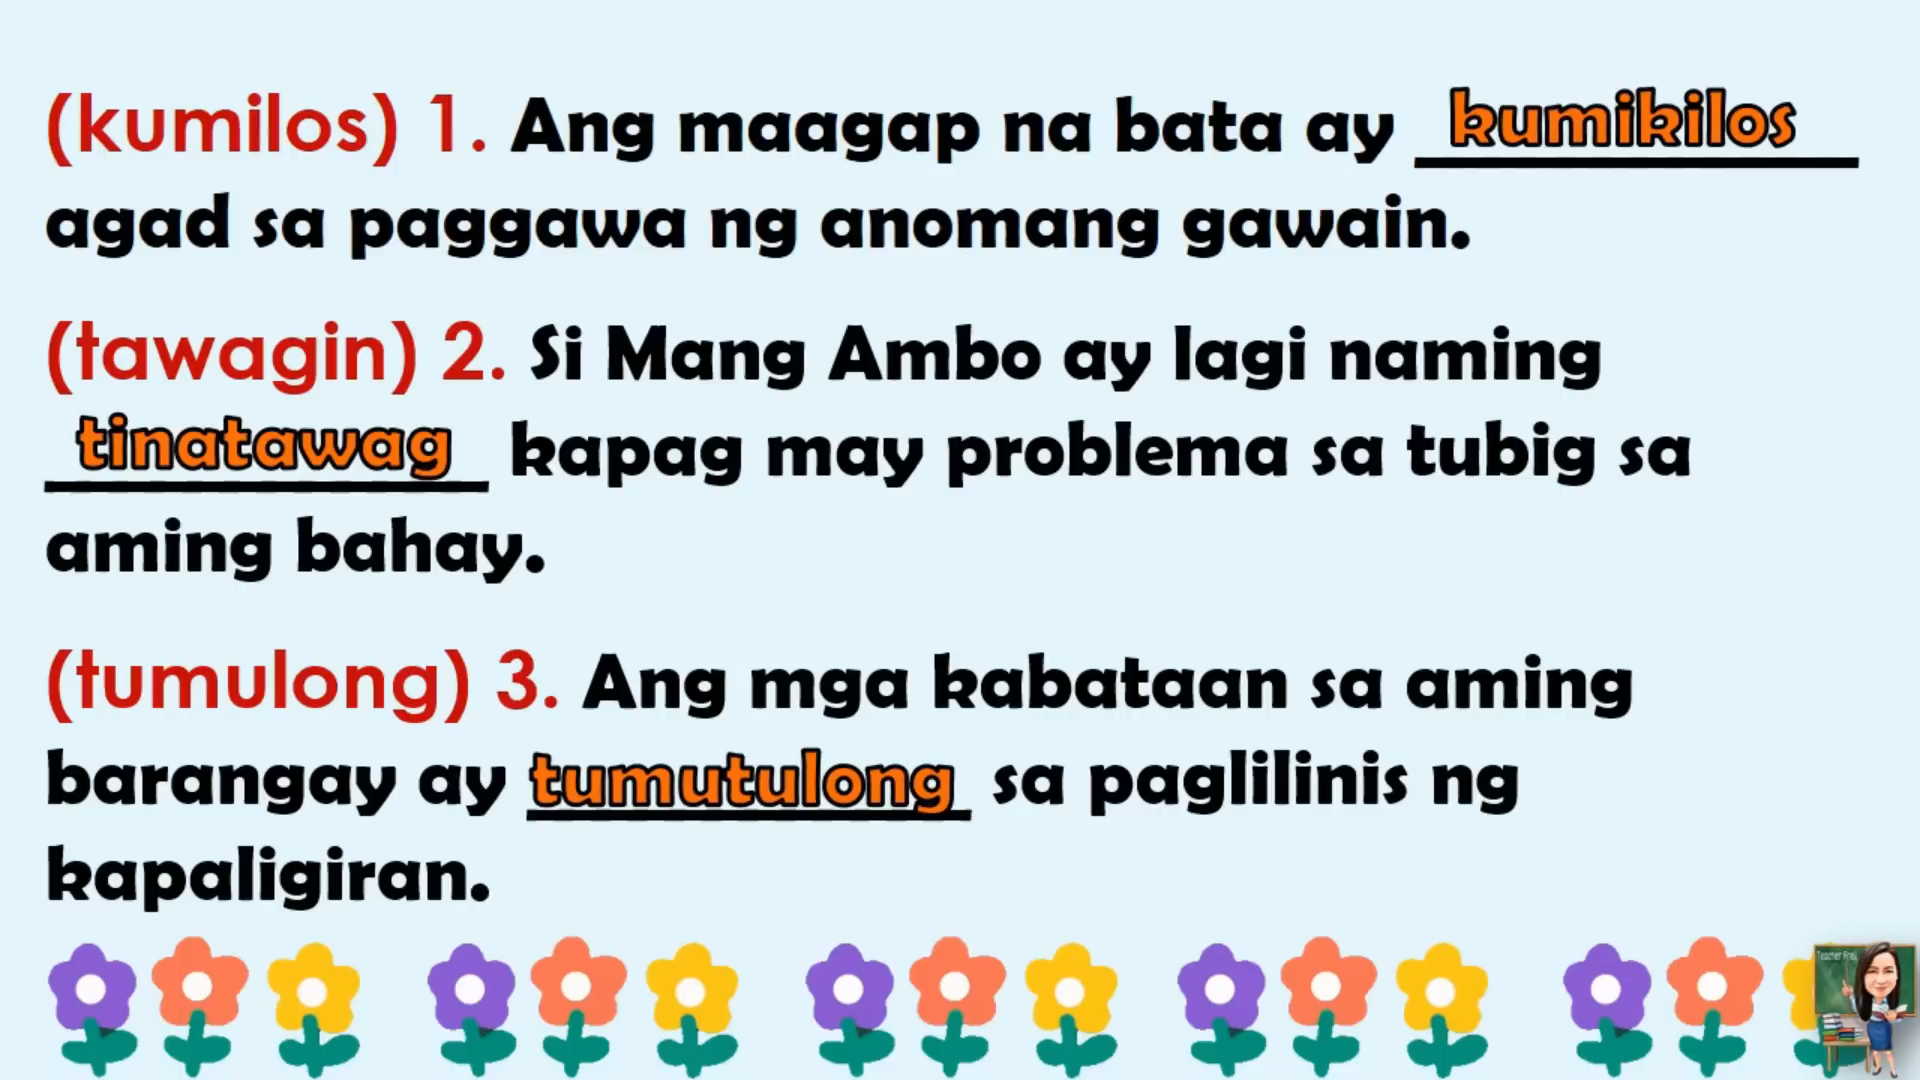 (kumilos) 1. Ang maagap na bata ay kumikilos
agad sa paggawa ng anomang gawain.
(tawagin) 2. Si Mang Ambo ay lagi naming
tinatawag kapag may problema sa tubig sa
aming bahay.
(tumulong) 3. Ang mga kabataan sa aming
barangay ay tumutulong sa paglilinis ng
kapaligiran.
Teacher